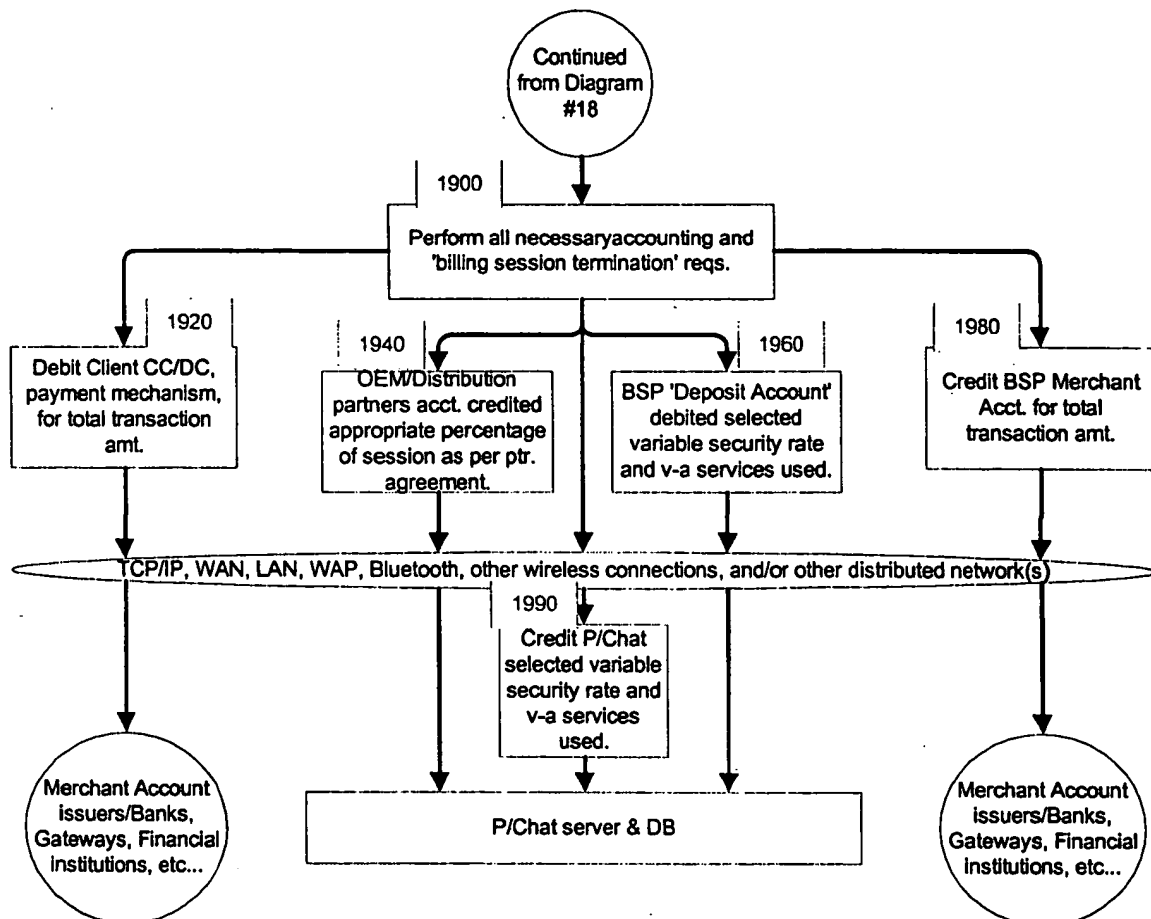 Continued
from Diagram
#18
1900
Perform all necessaryaccounting and
'billing session termination' reqs.
1920
Debit Client CC/DC,
payment mechanism,
for total transaction
amt.
1940
OEM/Distribution
partners acct. credited
appropriate percentage
of session as per ptr.
agreement.
1960
BSP 'Deposit Account'
debited selected
variable security rate
and v-a services used.
1980
Credit BSP Merchant
Acct. for total
transaction amt.
TCP/IP, WAN, LAN, WAP, Bluetooth, other wireless connections, and/or other distributed network(s)
1990
Credit P/Chat
selected variable
security rate and
v-a services
used.
Merchant Account
issuers/Banks,
Gateways, Financial
institutions, etc...
P/Chat server & DB
Merchant Account
issuers/Banks,
Gateways, Financial
institutions, etc...